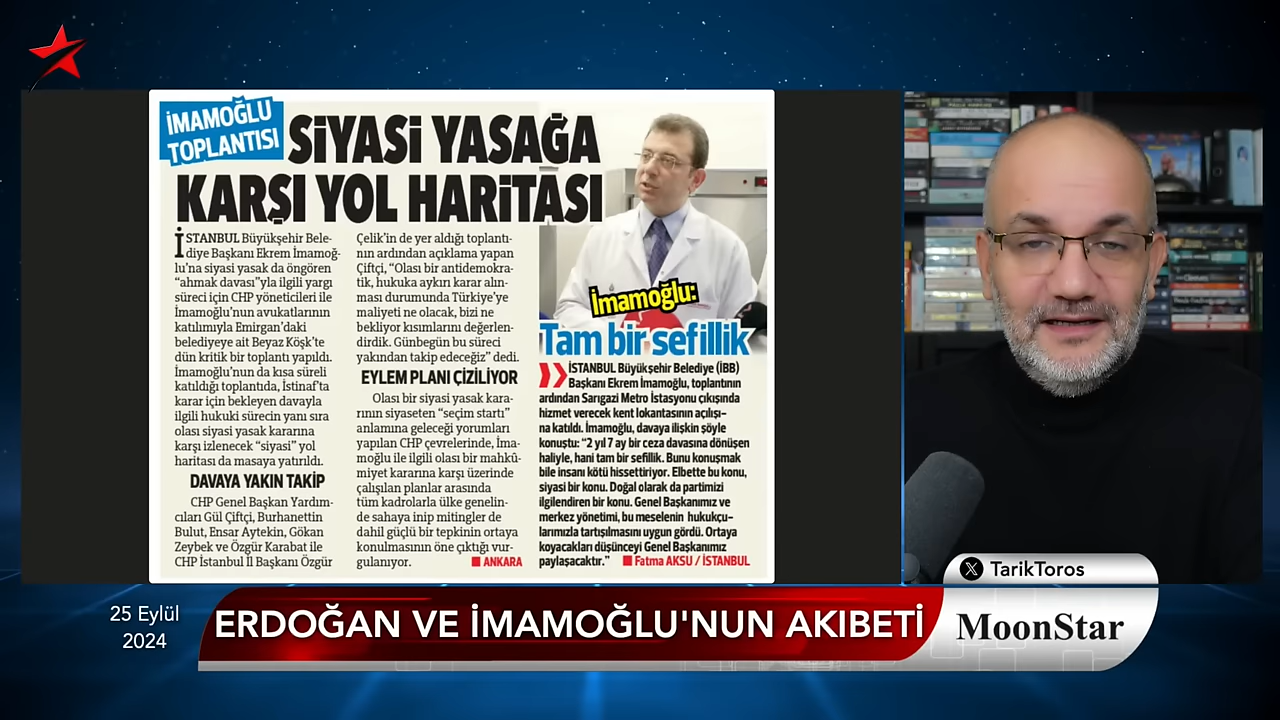 İMAMOĞLU
TOPLANTISI
SİYASİ YASAĞA
KARŞI YOL HARİTASI
İSTANBUL Büyükşehir Bele-
diye Başkanı Ekrem İmamoğ-
lu'na siyasi yasak da öngören
"ahmak davası"yla ilgili yargı
süreci için CHP yöneticileri ile
İmamoğlu'nun avukatlarının
katılımıyla Emirgan'daki
belediyeye ait Beyaz Köşk'te
dün kritik bir toplantı yapıldı.
İmamoğlu'nun da kısa süreli
katıldığı toplantıda, İstinaf'ta
karar için bekleyen davayla
ilgili hukuki sürecin yanı sıra
olası siyasi yasak kararına
karşı izlenecek "siyasi" yol
haritası da masaya yatırıldı.
DAVAYA YAKIN TAKİP
CHP Genel Başkan Yardım-
cıları Gül Çiftçi, Burhanettin
Bulut, Ensar Aytekin, Gökan
Zeybek ve Özgür Karabat ile
CHP İstanbul İl Başkanı Özgür
Çelik'in de yer aldığı toplantı-
nın ardından açıklama yapan
Çiftçi, "Olası bir antidemokra-
tik, hukuka aykırı karar alın-
ması durumunda Türkiye'ye
maliyeti ne olacak, bizi ne
bekliyor kısımlarını değerlen-
dirdik. Günbegün bu süreci
yakından takip edeceğiz" dedi.
EYLEM PLANI ÇİZİLİYOR
Olası bir siyasi yasak kara-
rının siyaseten "seçim startı"
anlamına geleceği yorumları
yapılan CHP çevrelerinde, İma-
moğlu ile ilgili olası bir mahkû-
miyet kararına karşı üzerinde
çalışılan planlar arasında
tüm kadrolarla ülke genelin-
de sahaya inip mitingler de
dahil güçlü bir tepkinin ortaya
konulmasının öne çıktığı vur-
gulanıyor. ANKARA
İmamoğlu:
Tam bir sefillik
İSTANBUL Büyükşehir Belediye (İBB)
Başkanı Ekrem İmamoğlu, toplantının
ardından Sarıgazi Metro İstasyonu çıkışında
hizmet verecek kent lokantasının açılışı-
na katıldı. İmamoğlu, davaya ilişkin şöyle
konuştu: "2 yıl 7 ay bir ceza davasına dönüşen
haliyle, hani tam bir sefillik. Bunu konuşmak
bile insanı kötü hissettiriyor. Elbette bu konu,
siyasi bir konu. Doğal olarak da partimizi
ilgilendiren bir konu. Genel Başkanımız ve
merkez yönetimi, bu meselenin hukukçu-
larımızla tartışılmasını uygun gördü. Ortaya
koyacakları düşünceyi Genel Başkanımız
paylaşacaktır." Fatma AKSU / İSTANBUL
X TarikToros
25 Eylül
2024
ERDOĞAN VE İMAMOĞLU'NUN AKIBETİ
MoonStar